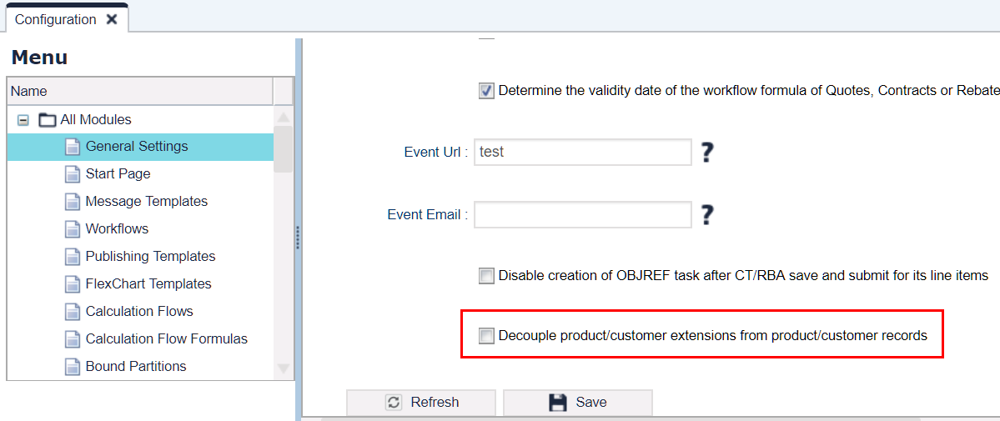 Configuration
Menu
Name
All Modules
General Settings
Start Page
Message Templates
Workflows
Publishing Templates
FlexChart Templates
Calculation Flows
Calculation Flow Formulas
Bound Partitions
Determine the validity date of the workflow formula of Quotes, Contracts or Rebate
Event Url : test ?
Event Email : ?
Disable creation of OBJREF task after CT/RBA save and submit for its line items
Decouple product/customer extensions from product/customer records
Refresh Save